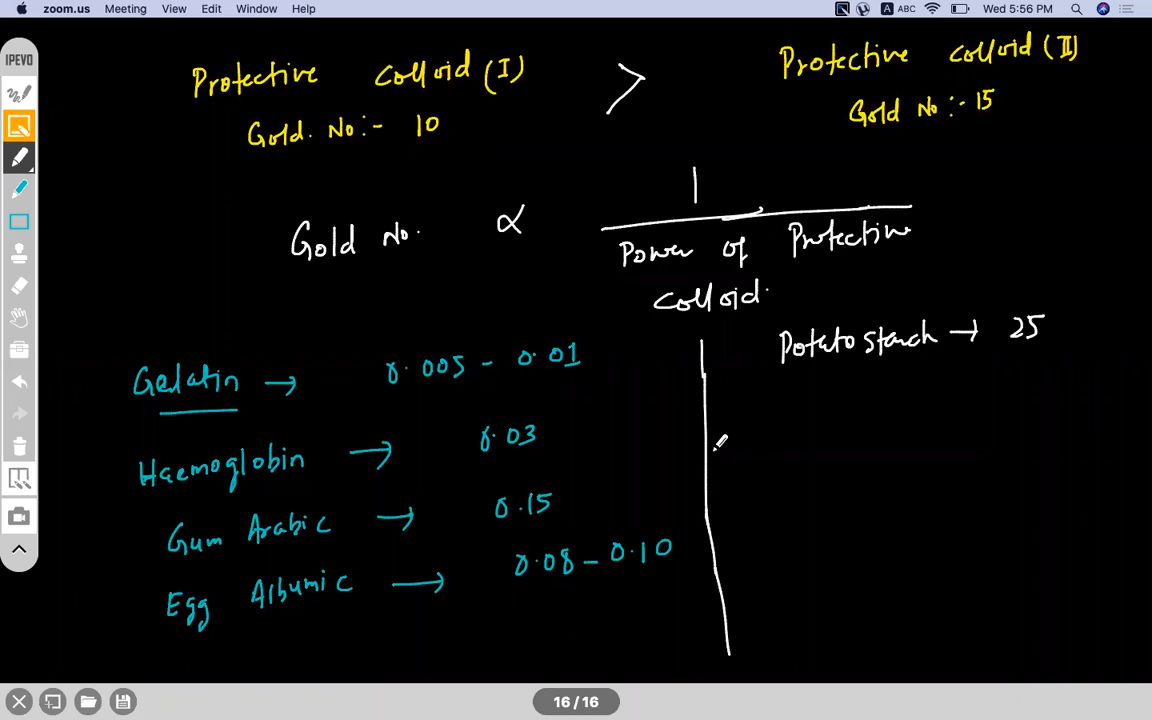 zoom.us Meeting View Edit Window Help
A ABC Wed 5:56 PM
IPEVO
Protective Colloid (I) > Protective Colloid (II)
Gold. No :- 10
Gold No :- 15
Gold No. ∝ 1
Power of Protective
Colloid.
Potato starch → 25
Gelatin → 0.005 - 0.01
Haemoglobin → 0.03
Gum Arabic → 0.15
Egg Albumic → 0.08 - 0.10
16 / 16